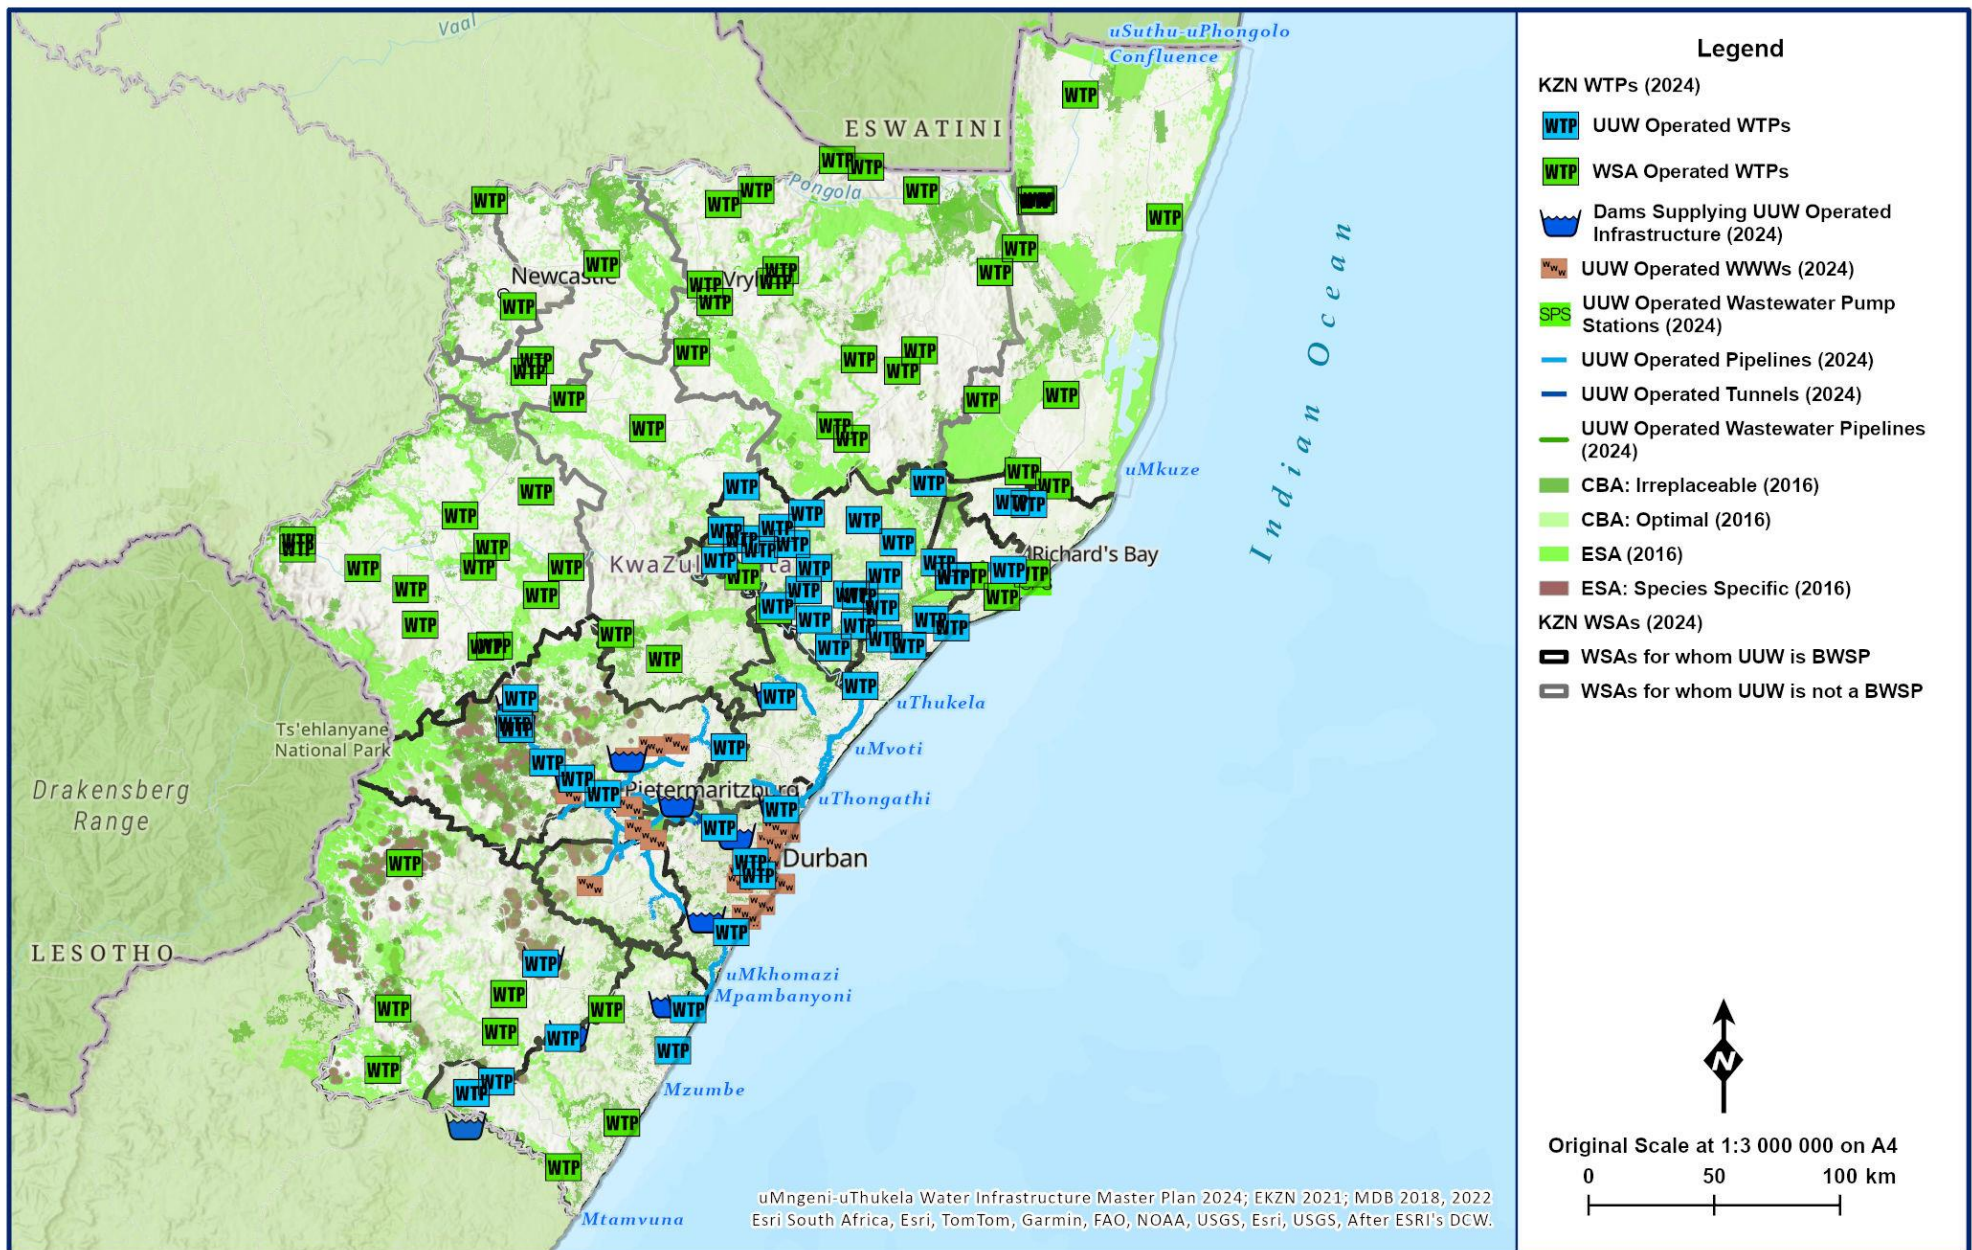 Vaal
uSuthu-uPhongolo
Confluence
ESWATINI
Pongola
Newcastle
Indian Ocean
uMkuze
Richard's Bay
uThukela
Ts'ehlanyane
National Park
uMvoti
Drakensberg
Range
Pietermaritzburg
uThongathi
Durban
LESOTHO
uMkhomazi
Mpambanyoni
Mzumbe
Mtamvuna
uMngeni-uThukela Water Infrastructure Master Plan 2024; EKZN 2021; MDB 2018, 2022
Esri South Africa, Esri, TomTom, Garmin, FAO, NOAA, USGS, Esri, USGS, After ESRI's DCW.
Legend
KZN WTPs (2024)
WTP UUW Operated WTPs
WTP WSA Operated WTPs
Dams Supplying UUW Operated
Infrastructure (2024)
www UUW Operated WWWs (2024)
SPS UUW Operated Wastewater Pump
Stations (2024)
UUW Operated Pipelines (2024)
UUW Operated Tunnels (2024)
UUW Operated Wastewater Pipelines
(2024)
CBA: Irreplaceable (2016)
CBA: Optimal (2016)
ESA (2016)
ESA: Species Specific (2016)
KZN WSAs (2024)
WSAs for whom UUW is BWSP
WSAs for whom UUW is not a BWSP
N
Original Scale at 1:3 000 000 on A4
0 50 100 km